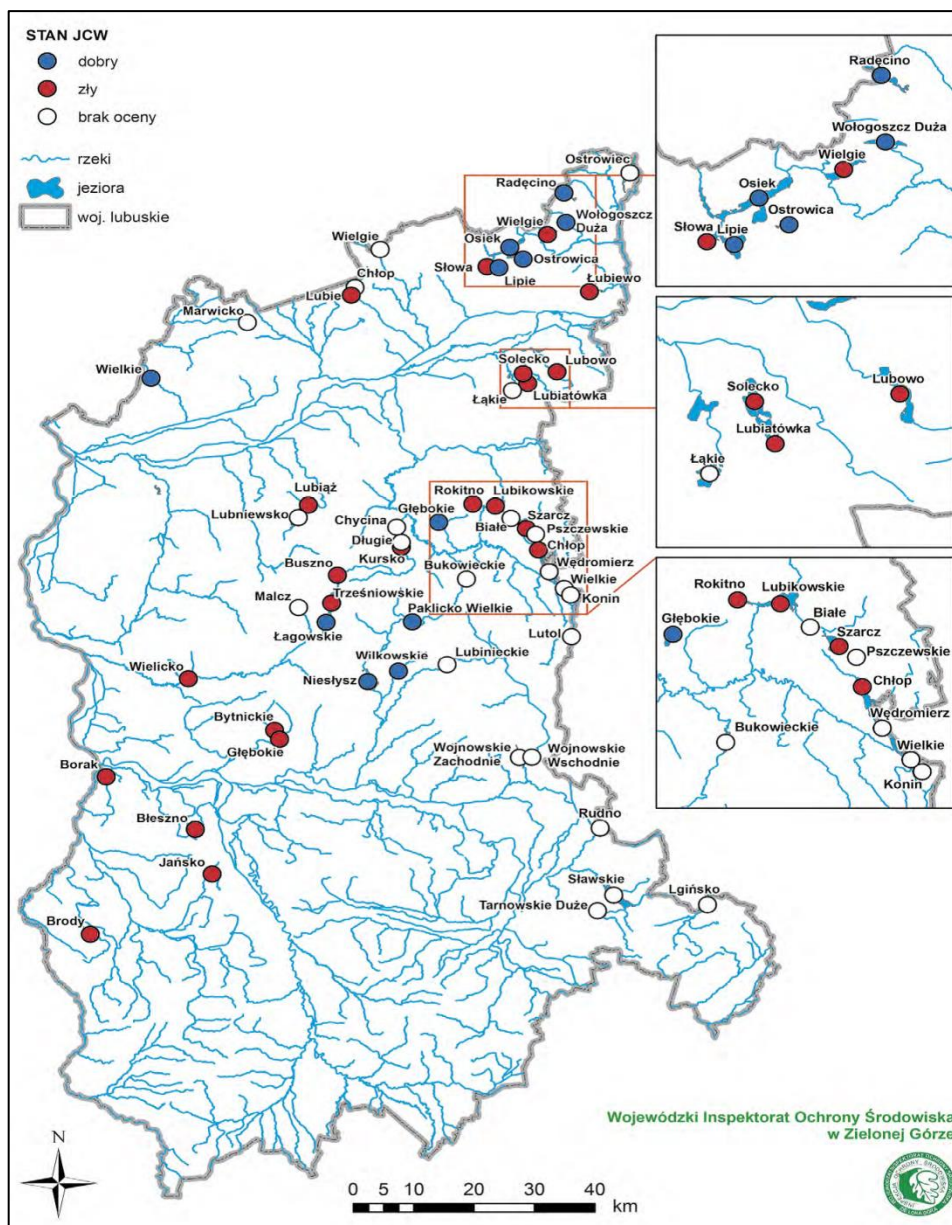 STAN JCW
dobry
zły
brak oceny
rzeki
jeziora
woj. lubuskie
Ostrowiec
Radęcino
Wielgie
Wołogoszcz
Duża
Osiek
Ostrowica
Słowa
Lipie
Łubiewo
Wielgie
Chłop
Lubie
Marwicko
Wielkie
Solecko
Lubowo
Łąkie
Lubiatówka
Lubiąż
Lubniewsko
Rokitno
Lubikowskie
Głębokie
Białe
Szarcz
Pszczewskie
Chłop
Chycina
Długie
Kursko
Wędromierz
Bukowieckie
Wielkie
Konin
Buszno
Trześniowskie
Malcz
Łagowskie
Paklicko Wielkie
Lutol
Wielicko
Wilkowskie
Lubinieckie
Niesłysz
Bytnickie
Głębokie
Wojnowskie
Zachodnie
Wojnowskie
Wschodnie
Borak
Błeszno
Rudno
Jańsko
Sławskie
Lgińsko
Tarnowskie Duże
Brody
Radęcino
Wołogoszcz Duża
Wielgie
Osiek
Ostrowica
Słowa
Lipie
Solecko
Lubowo
Lubiatówka
Łąkie
Rokitno
Lubikowskie
Białe
Głębokie
Szarcz
Pszczewskie
Chłop
Wędromierz
Bukowieckie
Wielkie
Konin
Wojewódzki Inspektorat Ochrony Środowiska
w Zielonej Górze
N
0 10 20 30 40
km